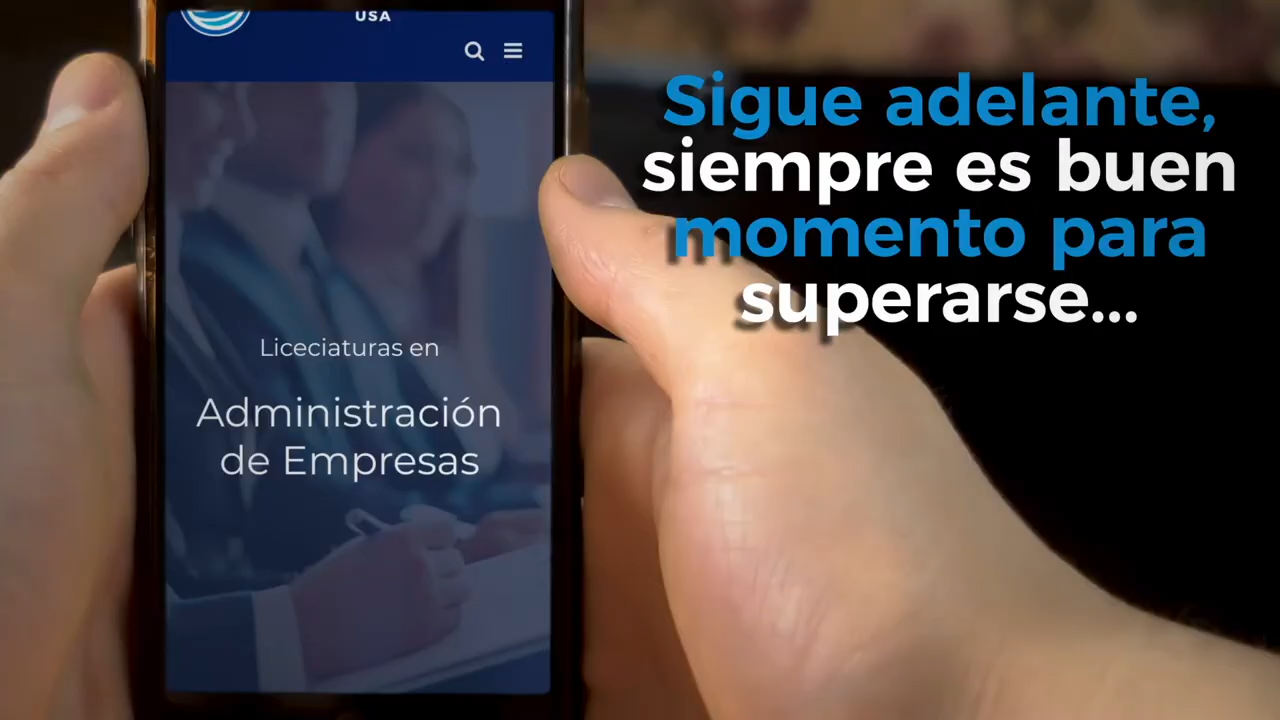 USA
Liceciaturas en
Administración
de Empresas
Sigue adelante,
siempre es buen
momento para
superarse...